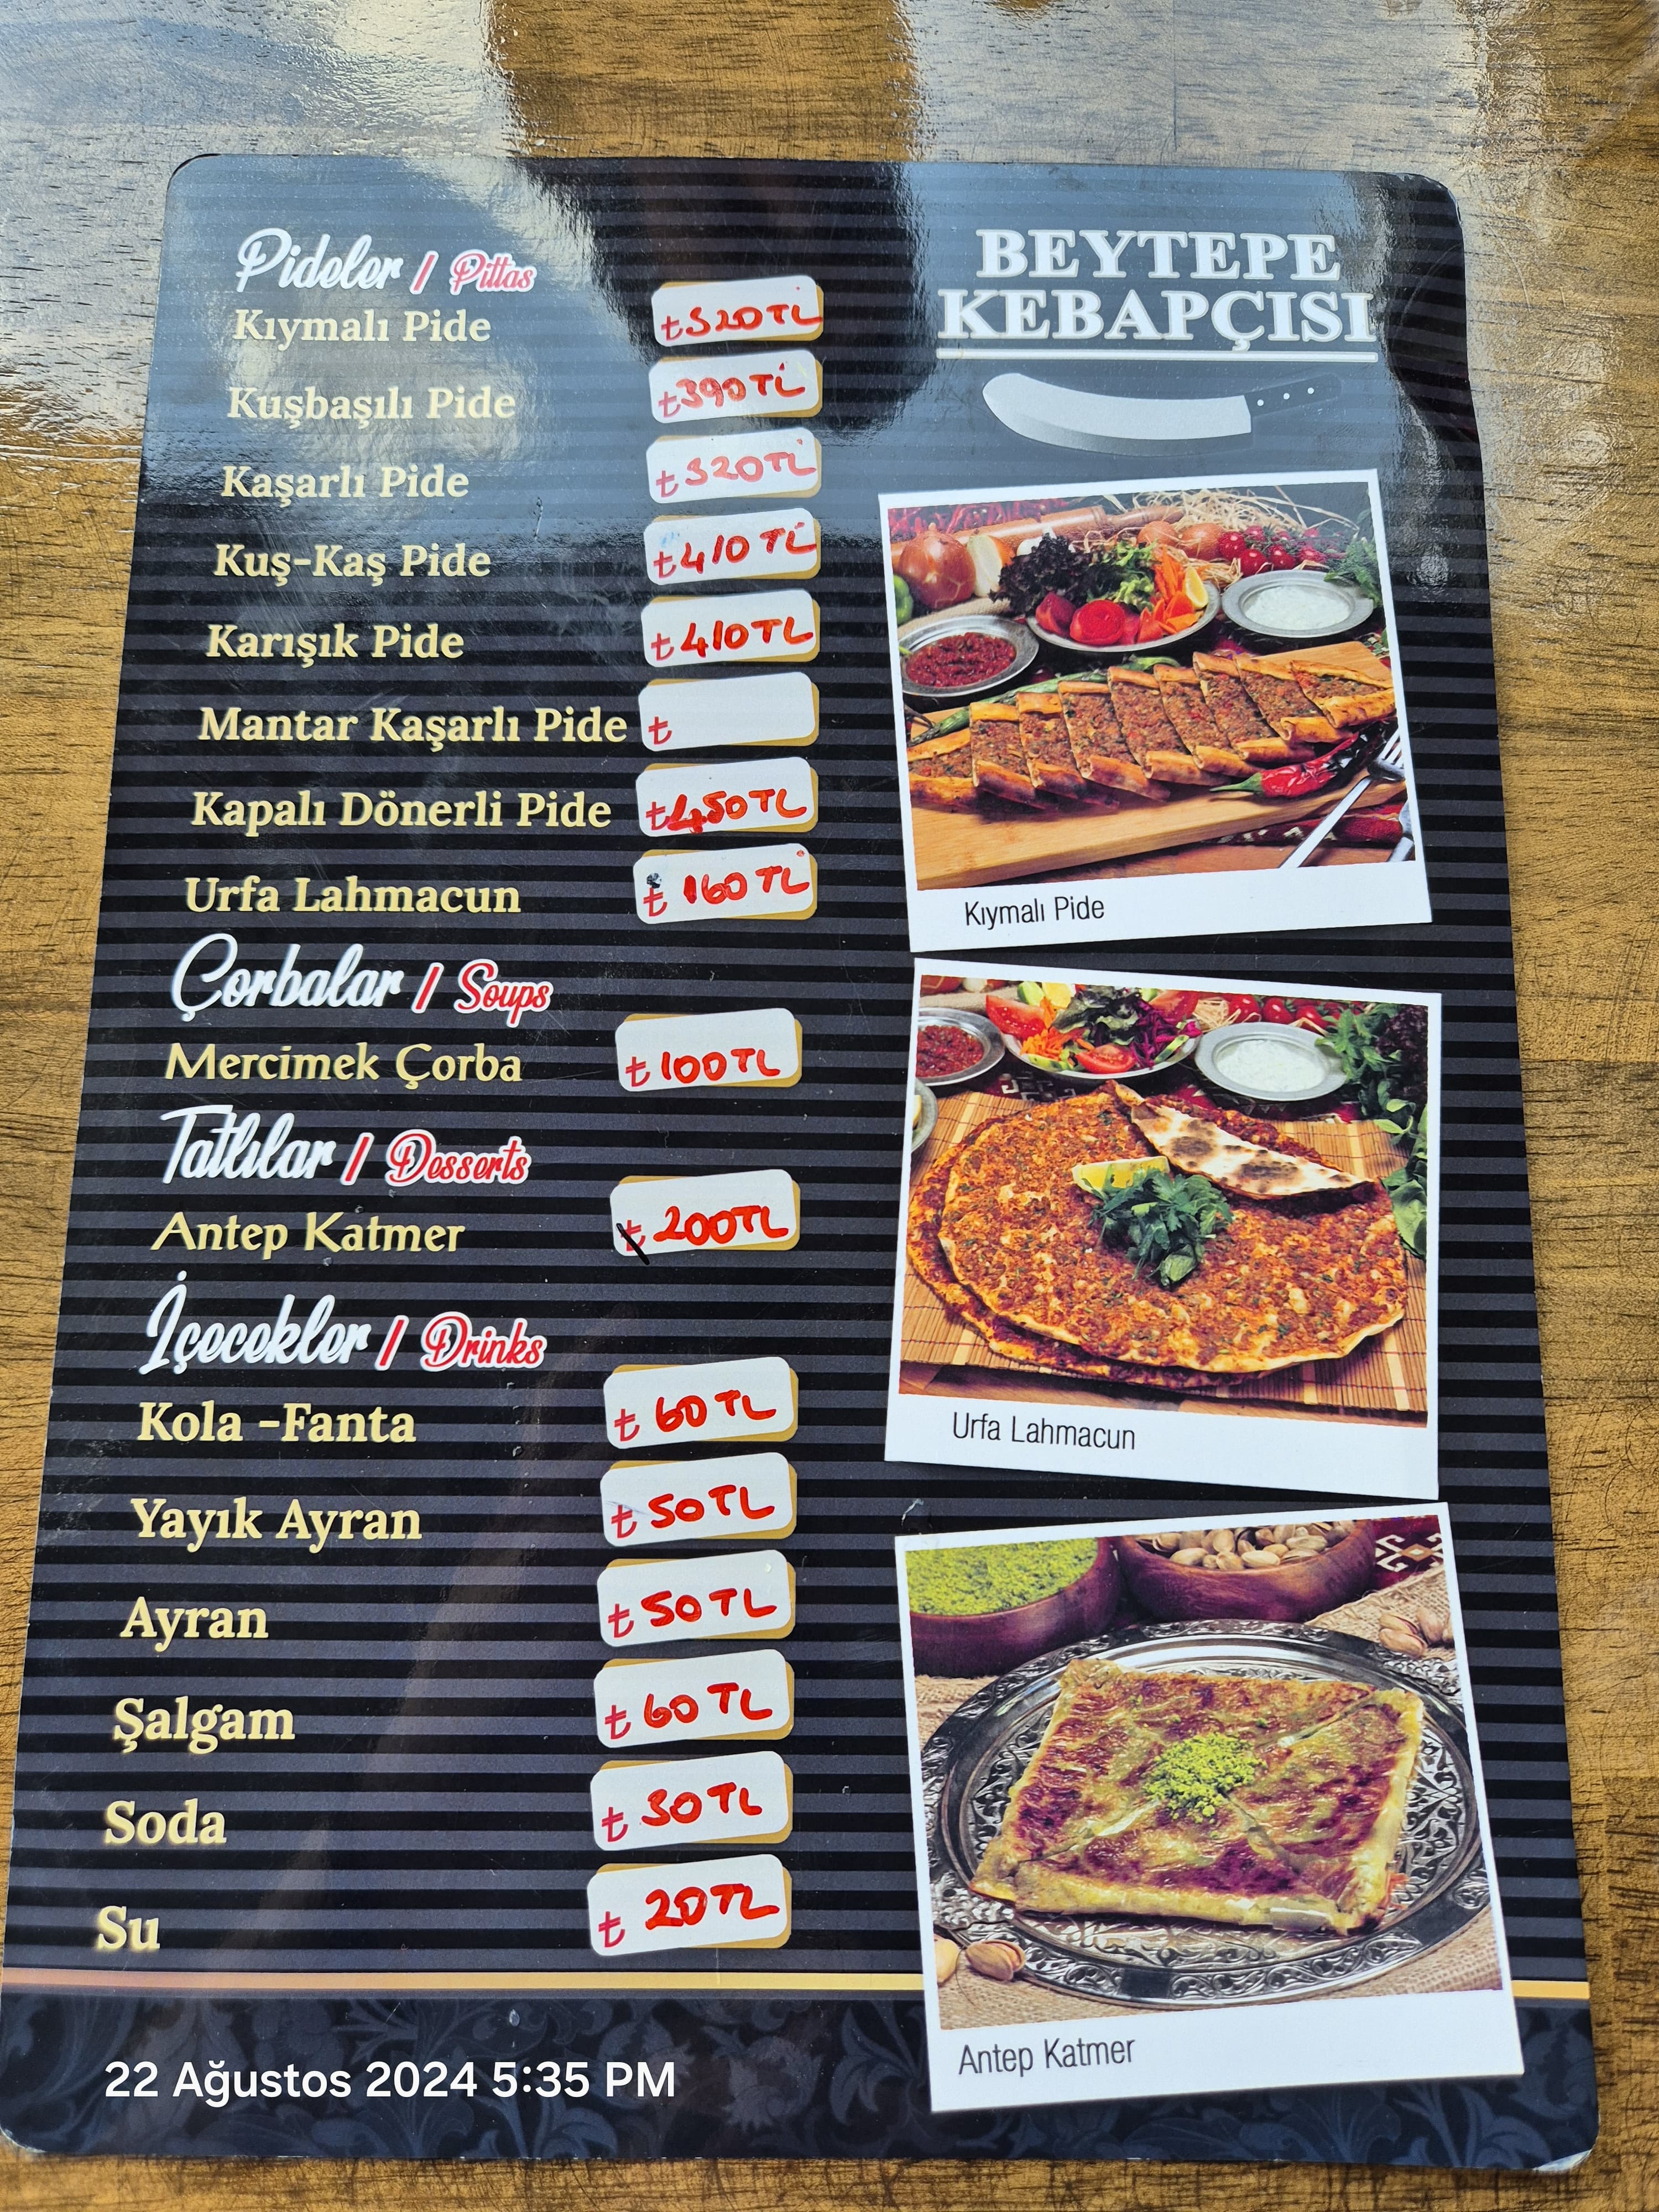 Pideler / Pittas
Kıymalı Pide ₺320TL
Kuşbaşılı Pide ₺390TL
Kaşarlı Pide ₺320TL
Kuş-Kaş Pide ₺410TL
Karışık Pide ₺410TL
Mantar Kaşarlı Pide ₺
Kapalı Dönerli Pide ₺450TL
Urfa Lahmacun ₺160TL
Çorbalar / Soups
Mercimek Çorba ₺100TL
Tatlılar / Desserts
Antep Katmer ₺200TL
İçecekler / Drinks
Kola -Fanta ₺60TL
Yayık Ayran ₺50TL
Ayran ₺50TL
Şalgam ₺60TL
Soda ₺30TL
Su ₺20TL
BEYTEPE
KEBAPÇISI
Kıymalı Pide
Urfa Lahmacun
Antep Katmer
22 Ağustos 2024 5:35 PM